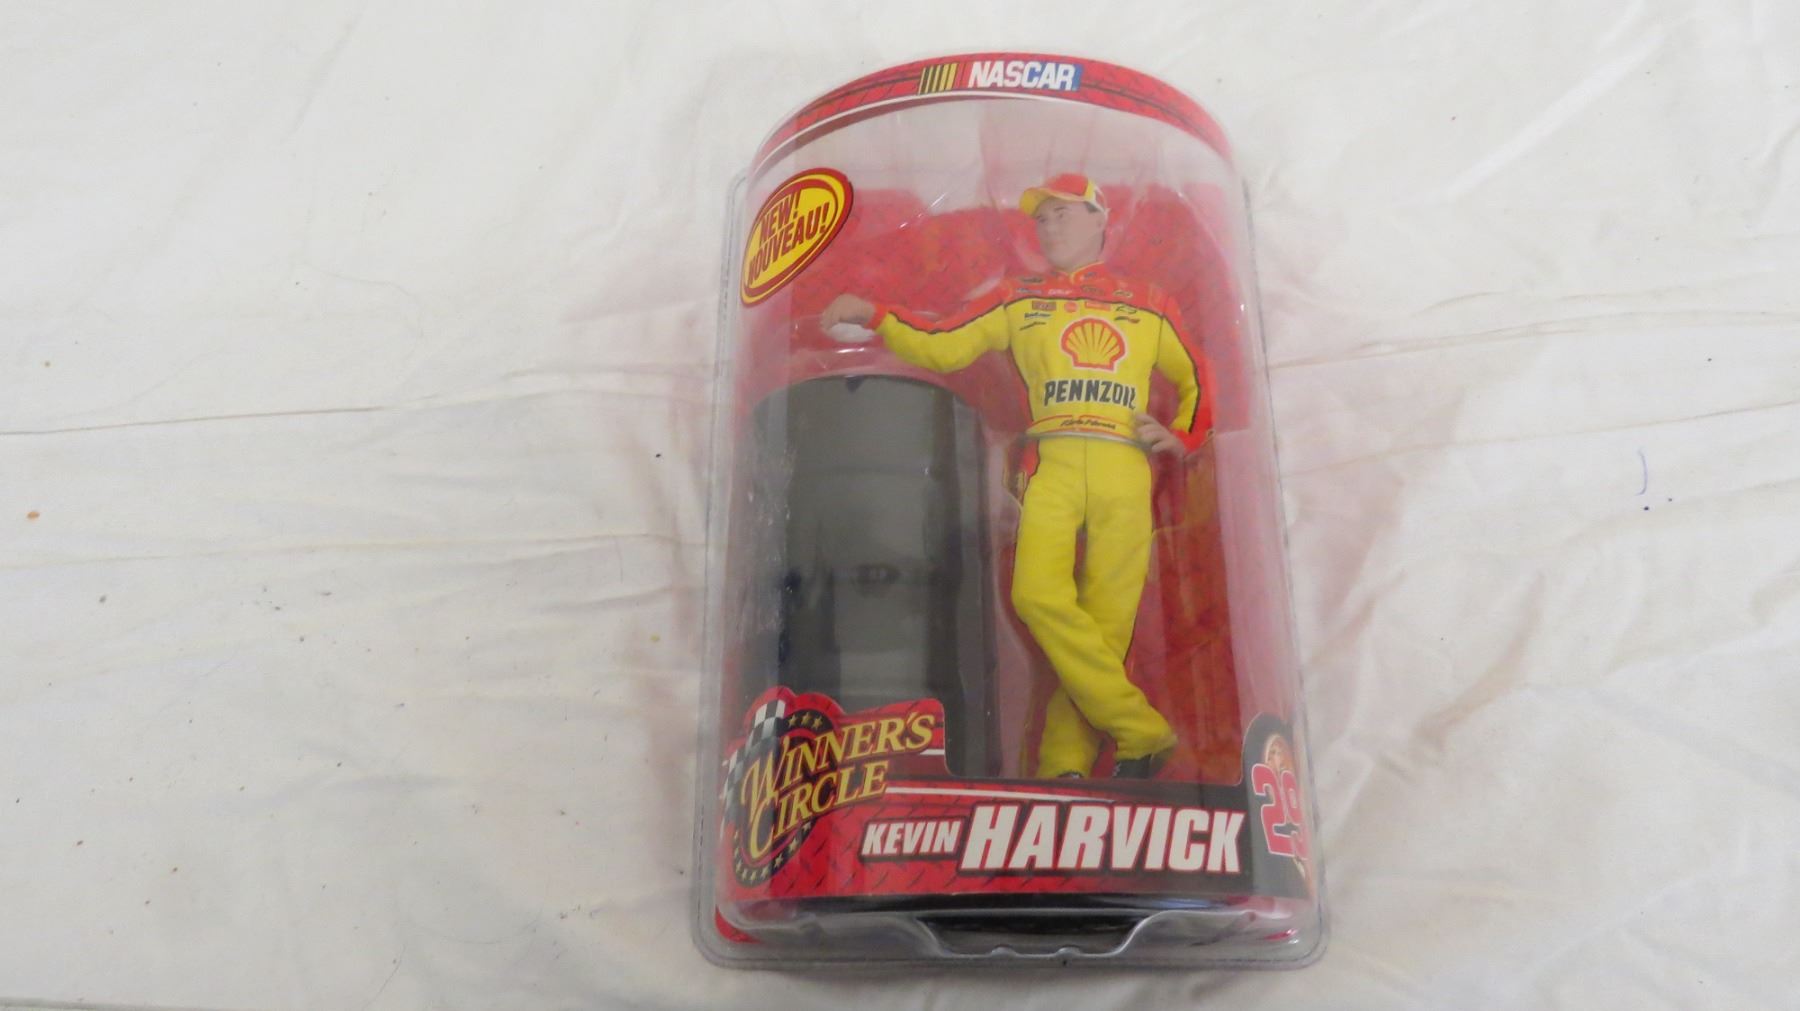 NASCAR
NEW!
NOUVEAU!
PENNZOIL
WINNER'S
CIRCLE
KEVIN HARVICK
29